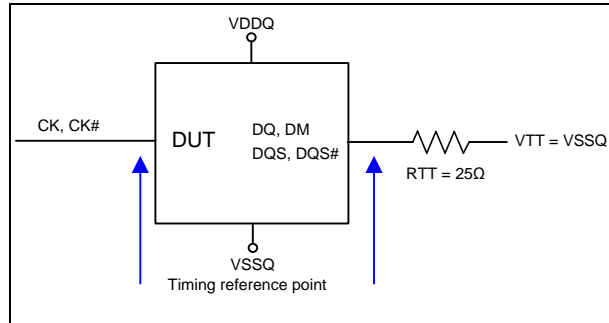 VDDQ
CK, CK#
DUT
DQ, DM
DQS, DQS#
VTT = VSSQ
RTT = 25Ω
VSSQ
Timing reference point